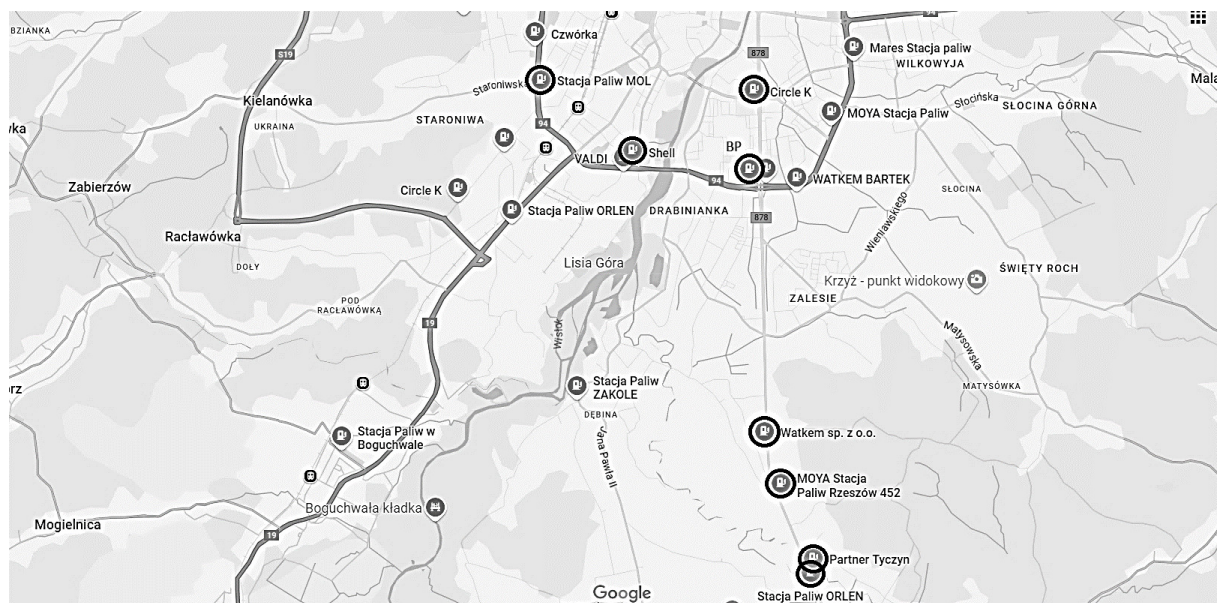 BZIANKA
94
Czwórka
878
Mares Stacja paliw
WILKOWYJA
S19
Staroniwska
Stacja Paliw MOL
Circle K
Kielanówka
Słocińska
SŁOCINA GÓRNA
MOYA Stacja Paliw
UKRAINA
STARONIWA
94
BP
VALDI
Shell
Zabierzów
Circle K
94
WATKEM BARTEK
SŁOCINA
Stacja Paliw ORLEN
DRABINIANKA
878
Wieniawskiego
Racławówka
DOŁY
Lisia Góra
ŚWIĘTY ROCH
Krzyż - punkt widokowy
POD
RACŁAWÓWKĄ
ZALESIE
19
Wisłok
Matysowska
Stacja Paliw
ZAKOLE
MATYSÓWKA
DĘBINA
Stacja Paliw w
Boguchwale
Jana Pawła II
Watkem sp. z o.o.
MOYA Stacja
Paliw Rzeszów 452
Boguchwała kładka
Mogielnica
19
Partner Tyczyn
Google
Stacja Paliw ORLEN